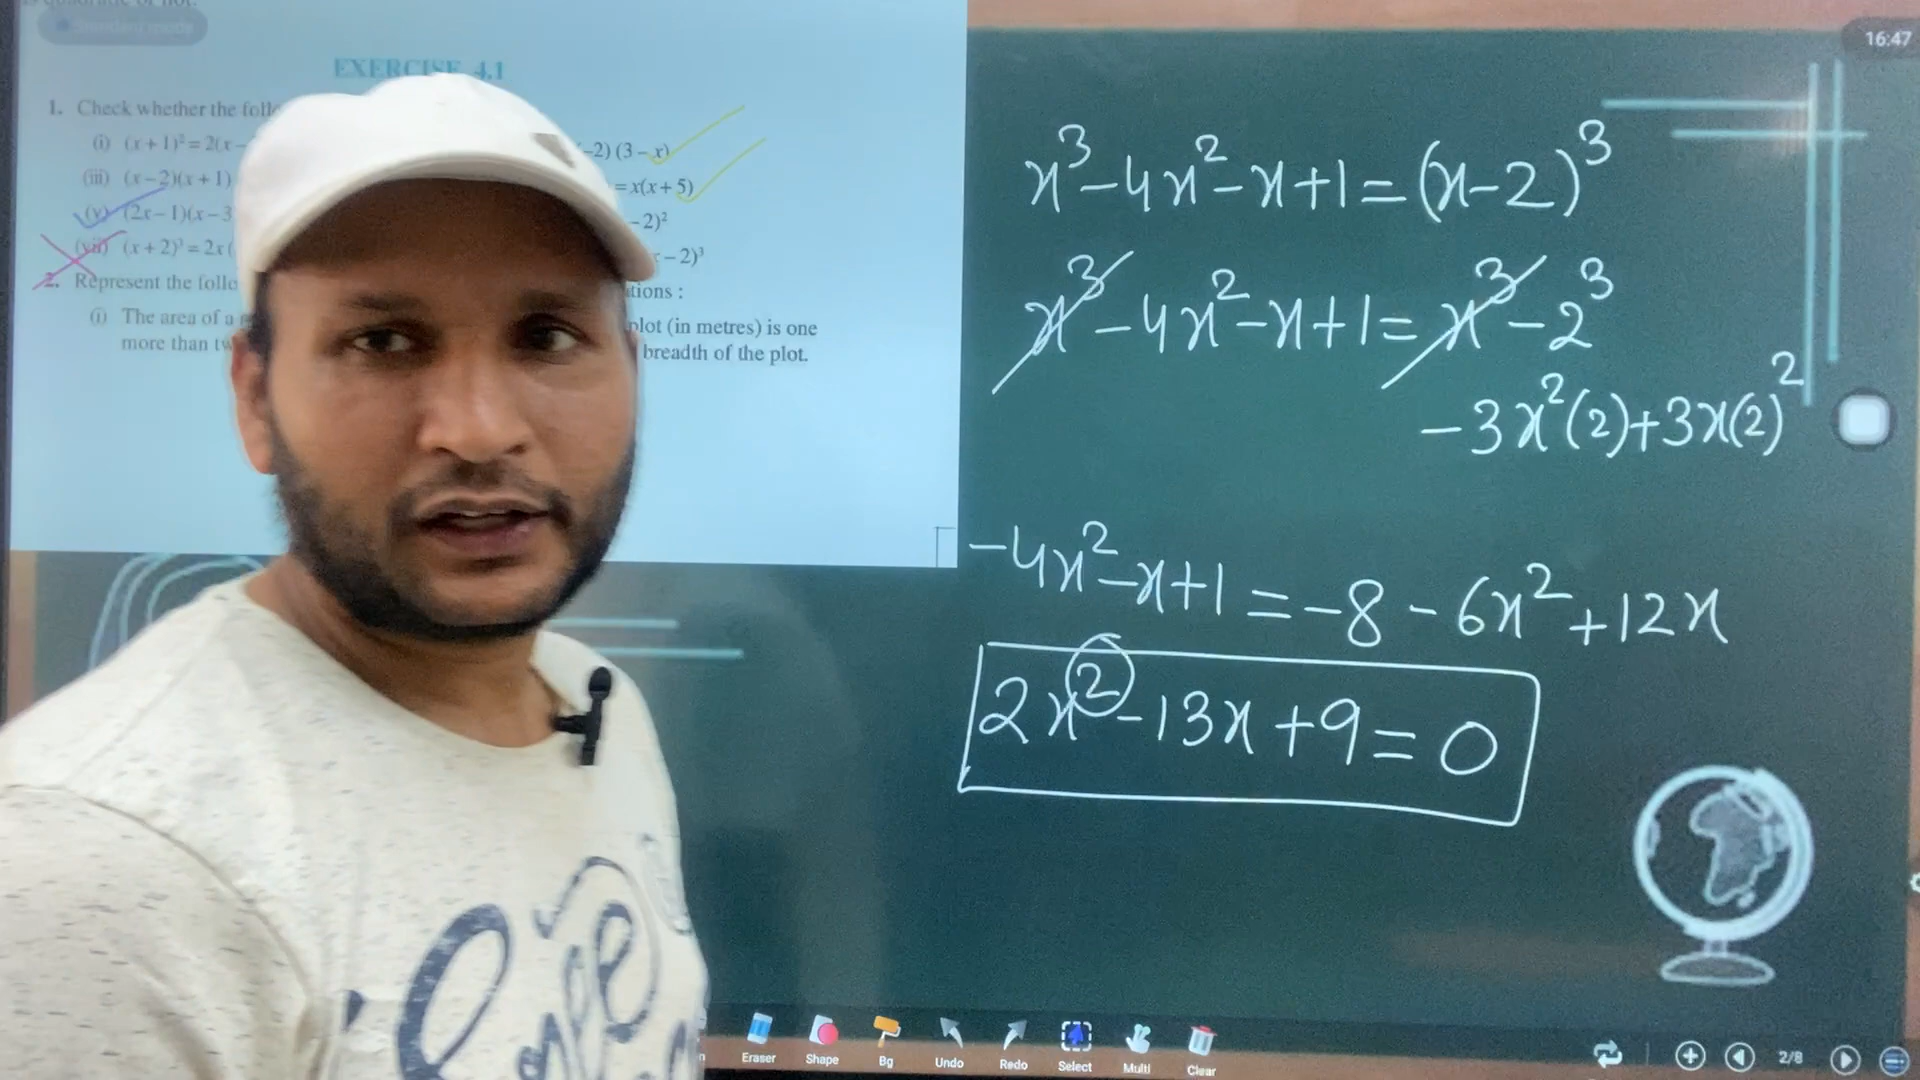 EXERCISE 4.1
1. Check whether the
(i) (x + 1)² = 2(x –
–2) (3 – x)
(iii) (x – 2)(x + 1)
= x(x + 5)
(v) (2x – 1)(x – 3
– 2)²
(vii) (x + 2)³ = 2x (
– 2)³
2. Represent the
: 
(i) The area of a
plot (in metres) is one
more than
breadth of the plot.
16:47
x³-4x²-x+1=(x-2)³
x³-4x²-x+1=x³-2³
-3x²(2)+3x(2)²
-4x²-x+1=-8-6x²+12x
2x²-13x+9=0
Eraser
Shape
Bg
Undo
Redo
Select
Multi
Clear
2/8